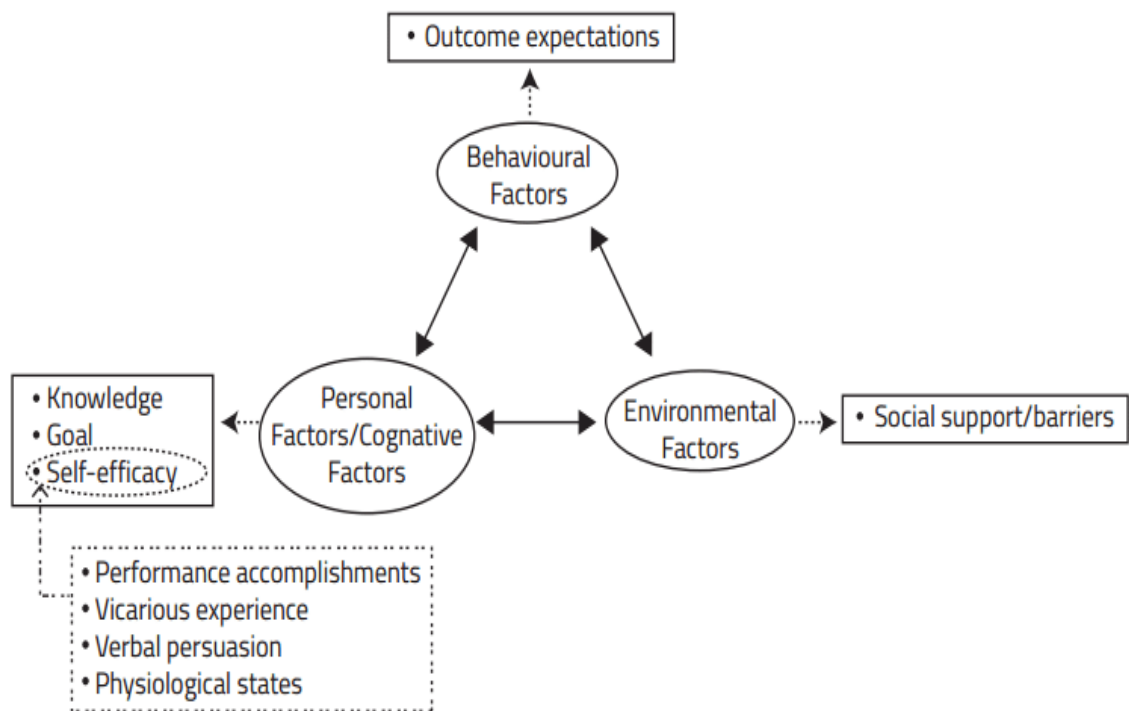 • Outcome expectations
Behavioural
Factors
• Knowledge
• Goal
• Self-efficacy
Personal
Factors/Cognitive
Factors
Environmental
Factors
• Social support/barriers
• Performance accomplishments
• Vicarious experience
• Verbal persuasion
• Physiological states